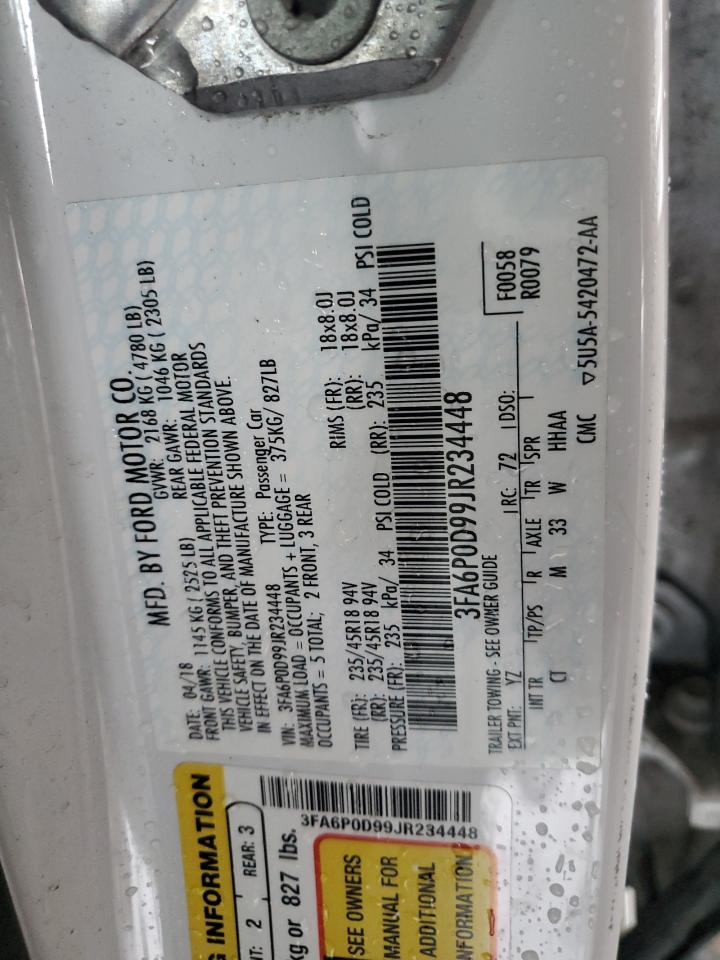 MFD. BY FORD MOTOR CO.
DATE: 04/18 GVWR: 2168 KG ( 4780 LB)
FRONT GAWR: 1145 KG ( 2525 LB) REAR GAWR: 1046 KG ( 2305 LB)
THIS VEHICLE CONFORMS TO ALL APPLICABLE FEDERAL MOTOR
VEHICLE SAFETY, BUMPER, AND THEFT PREVENTION STANDARDS
IN EFFECT ON THE DATE OF MANUFACTURE SHOWN ABOVE.
VIN: 3FA6P0D99JR234448 TYPE: Passenger Car
MAXIMUM LOAD = OCCUPANTS + LUGGAGE = 375KG/ 827LB
OCCUPANTS = 5 TOTAL; 2 FRONT, 3 REAR
TIRE (FR): 235/45R18 94V RIMS (FR): 18x8.0J
(RR): 235/45R18 94V (RR): 18x8.0J
PRESSURE (FR): 235 kPa/ 34 PSI COLD (RR): 235 kPa/ 34 PSI COLD
3FA6P0D99JR234448
TRAILER TOWING - SEE OWNER GUIDE F0058
EXT PNT: YZ RC: 72 DSO: R0079
INT TR TP/PS R AXLE TR SPR
CT M 33 W HHAA
CMC ▽5U5A-5420472-AA
G INFORMATION
NT: 2 REAR: 3
kg or 827 lbs.
3FA6P0D99JR234448
SEE OWNERS
MANUAL FOR
ADDITIONAL
INFORMATION